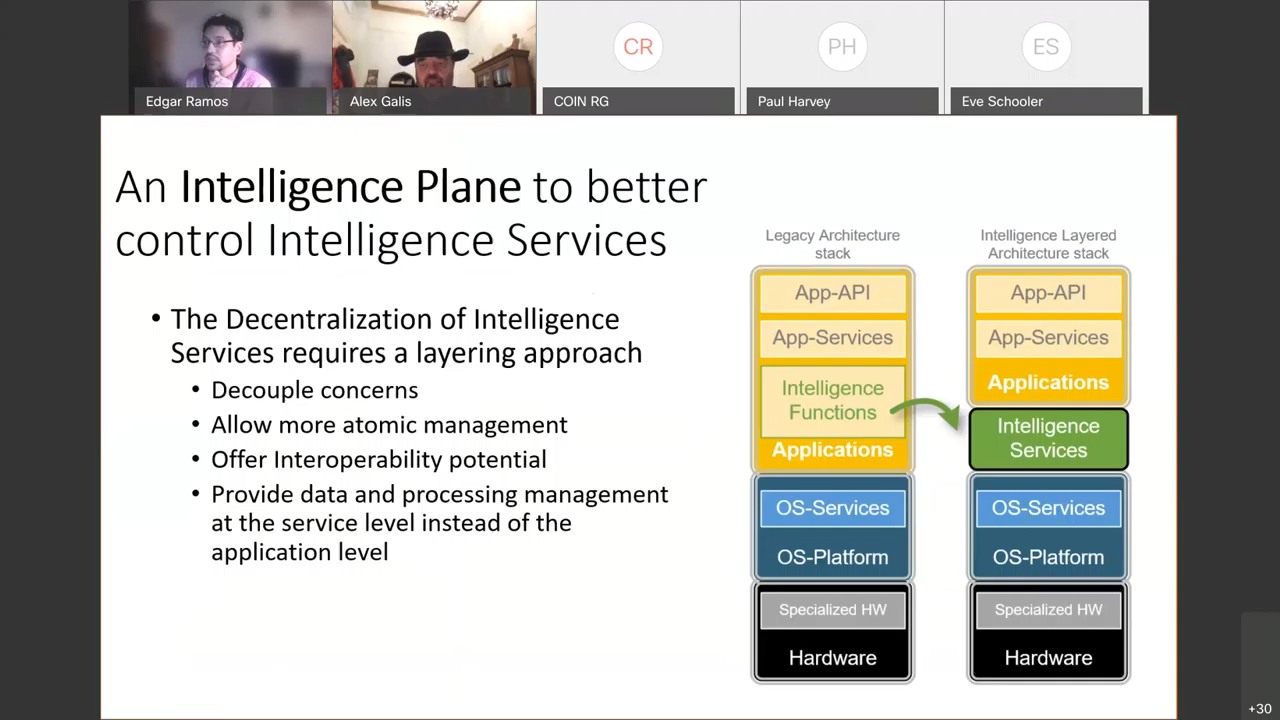 CR
PH
ES
Edgar Ramos
Alex Galis
COIN RG
Paul Harvey
Eve Schooler
An Intelligence Plane to better
control Intelligence Services
• The Decentralization of Intelligence
Services requires a layering approach
• Decouple concerns
• Allow more atomic management
• Offer Interoperability potential
• Provide data and processing management
at the service level instead of the
application level
Legacy Architecture
stack
App-API
App-Services
Intelligence
Functions
Applications
OS-Services
OS-Platform
Specialized HW
Hardware
Intelligence Layered
Architecture stack
App-API
App-Services
Applications
Intelligence
Services
OS-Services
OS-Platform
Specialized HW
Hardware
+30